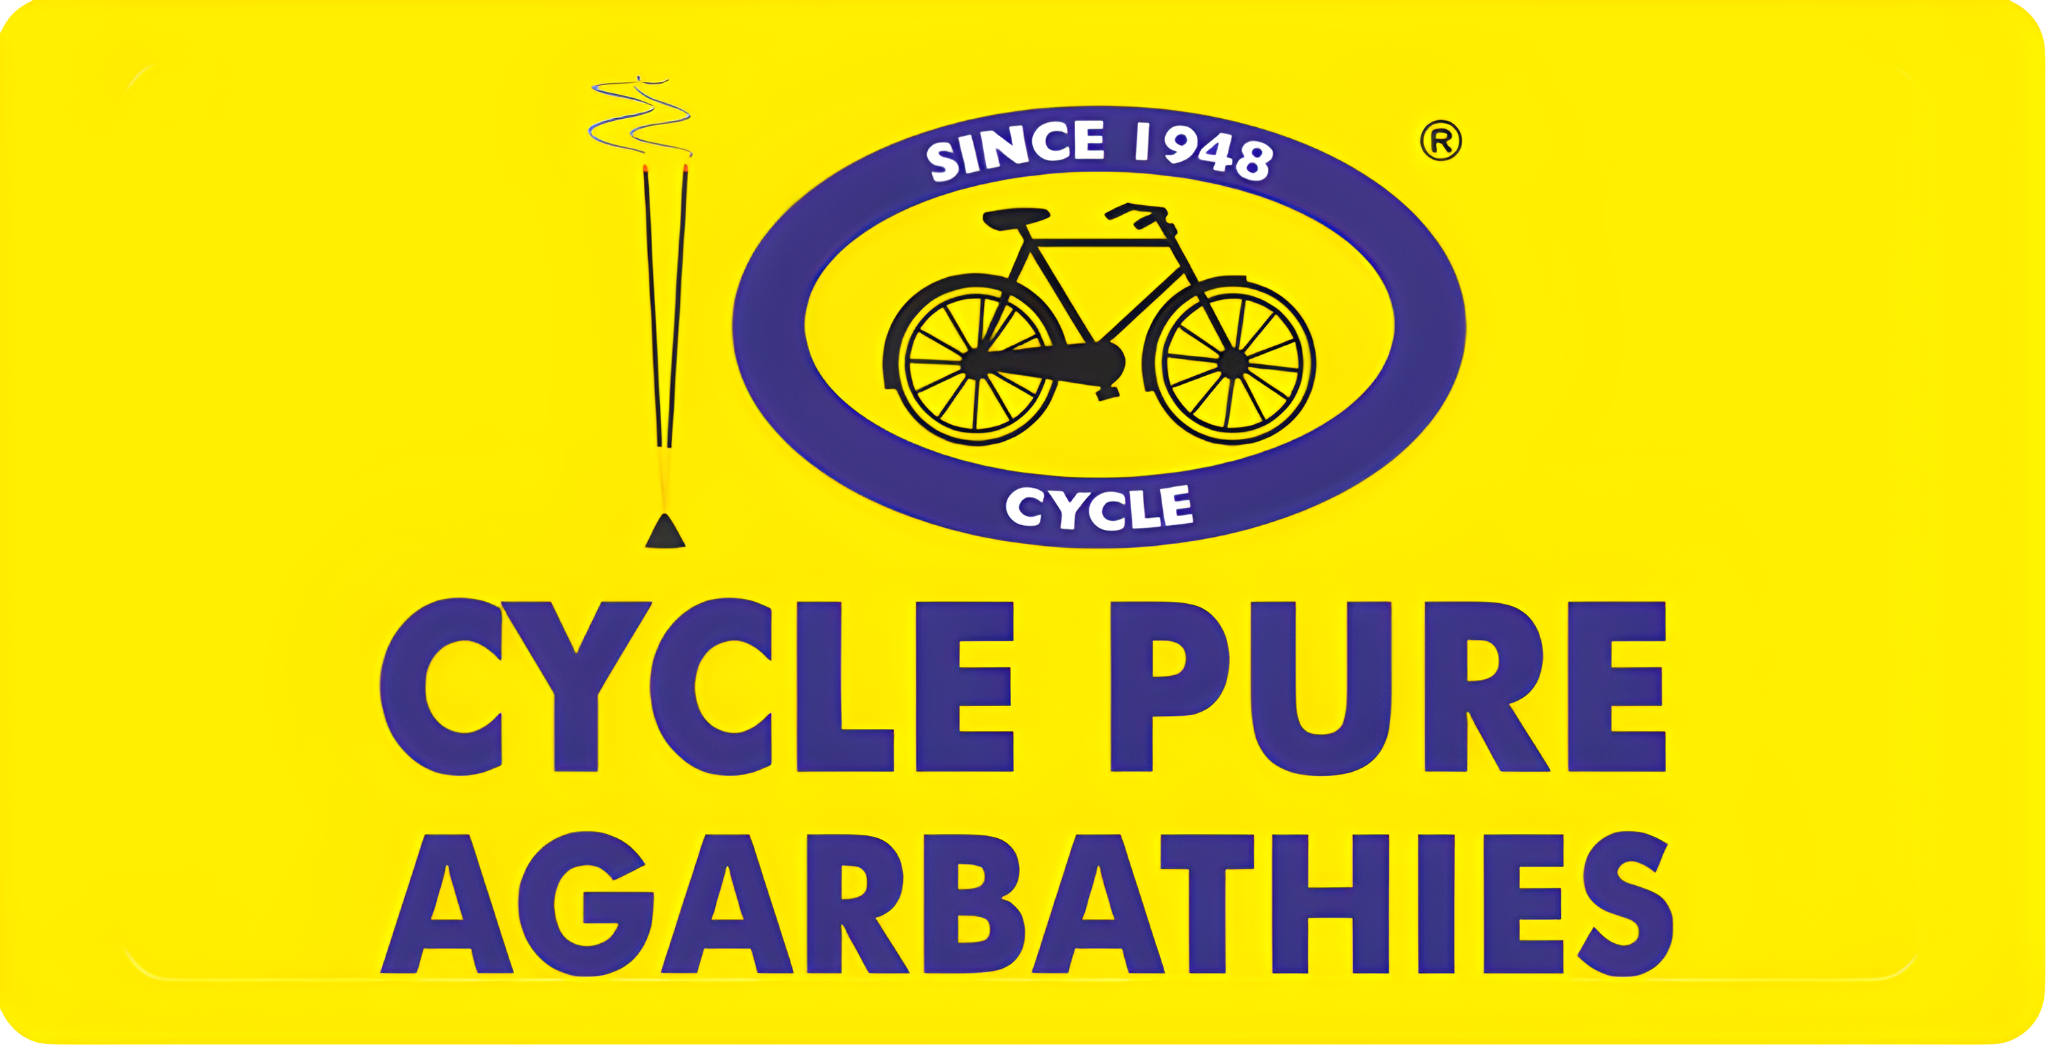 SINCE 1948
®
CYCLE
CYCLE PURE
AGARBATHIES